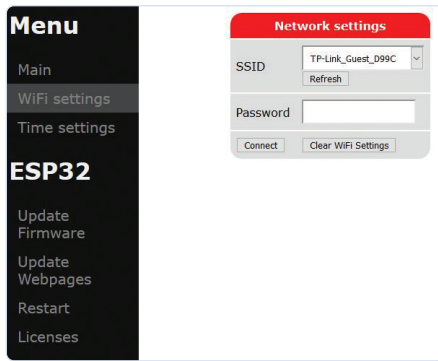 Menu
Main
WiFi settings
Time settings
ESP32
Update
Firmware
Update
Webpages
Restart
Licenses
Network settings
SSID
TP-Link_Guest_D99C
Refresh
Password
Connect
Clear WiFi Settings